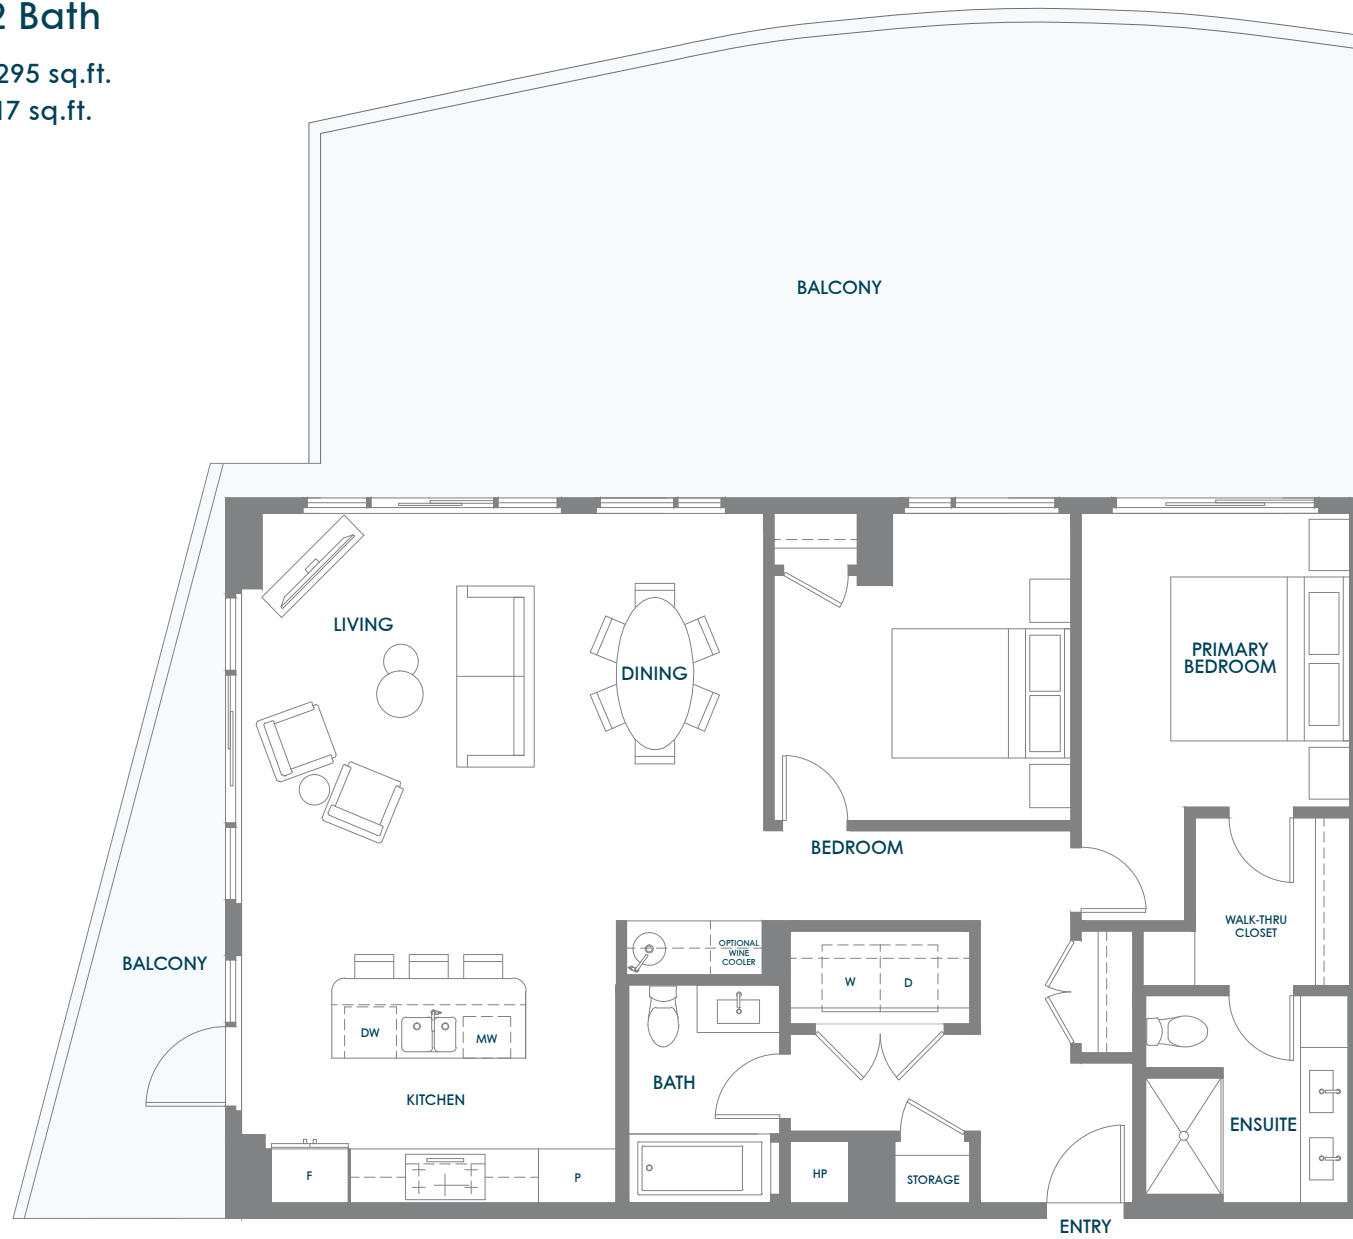 2 Bath
295 sq.ft.
17 sq.ft.
BALCONY
LIVING
DINING
PRIMARY
BEDROOM
BEDROOM
WALK-THRU
CLOSET
OPTIONAL
WINE
COOLER
BALCONY
W
D
DW
MW
BATH
KITCHEN
ENSUITE
F
P
HP
STORAGE
ENTRY